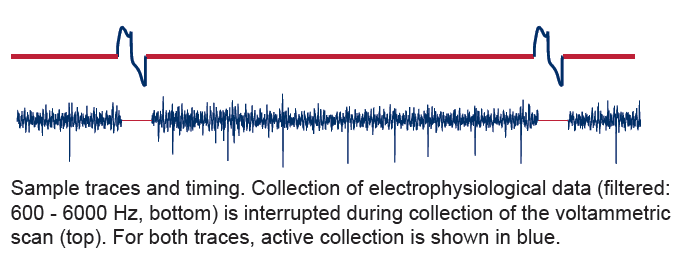 Sample traces and timing. Collection of electrophysiological data (filtered:
600 - 6000 Hz, bottom) is interrupted during collection of the voltammetric
scan (top). For both traces, active collection is shown in blue.